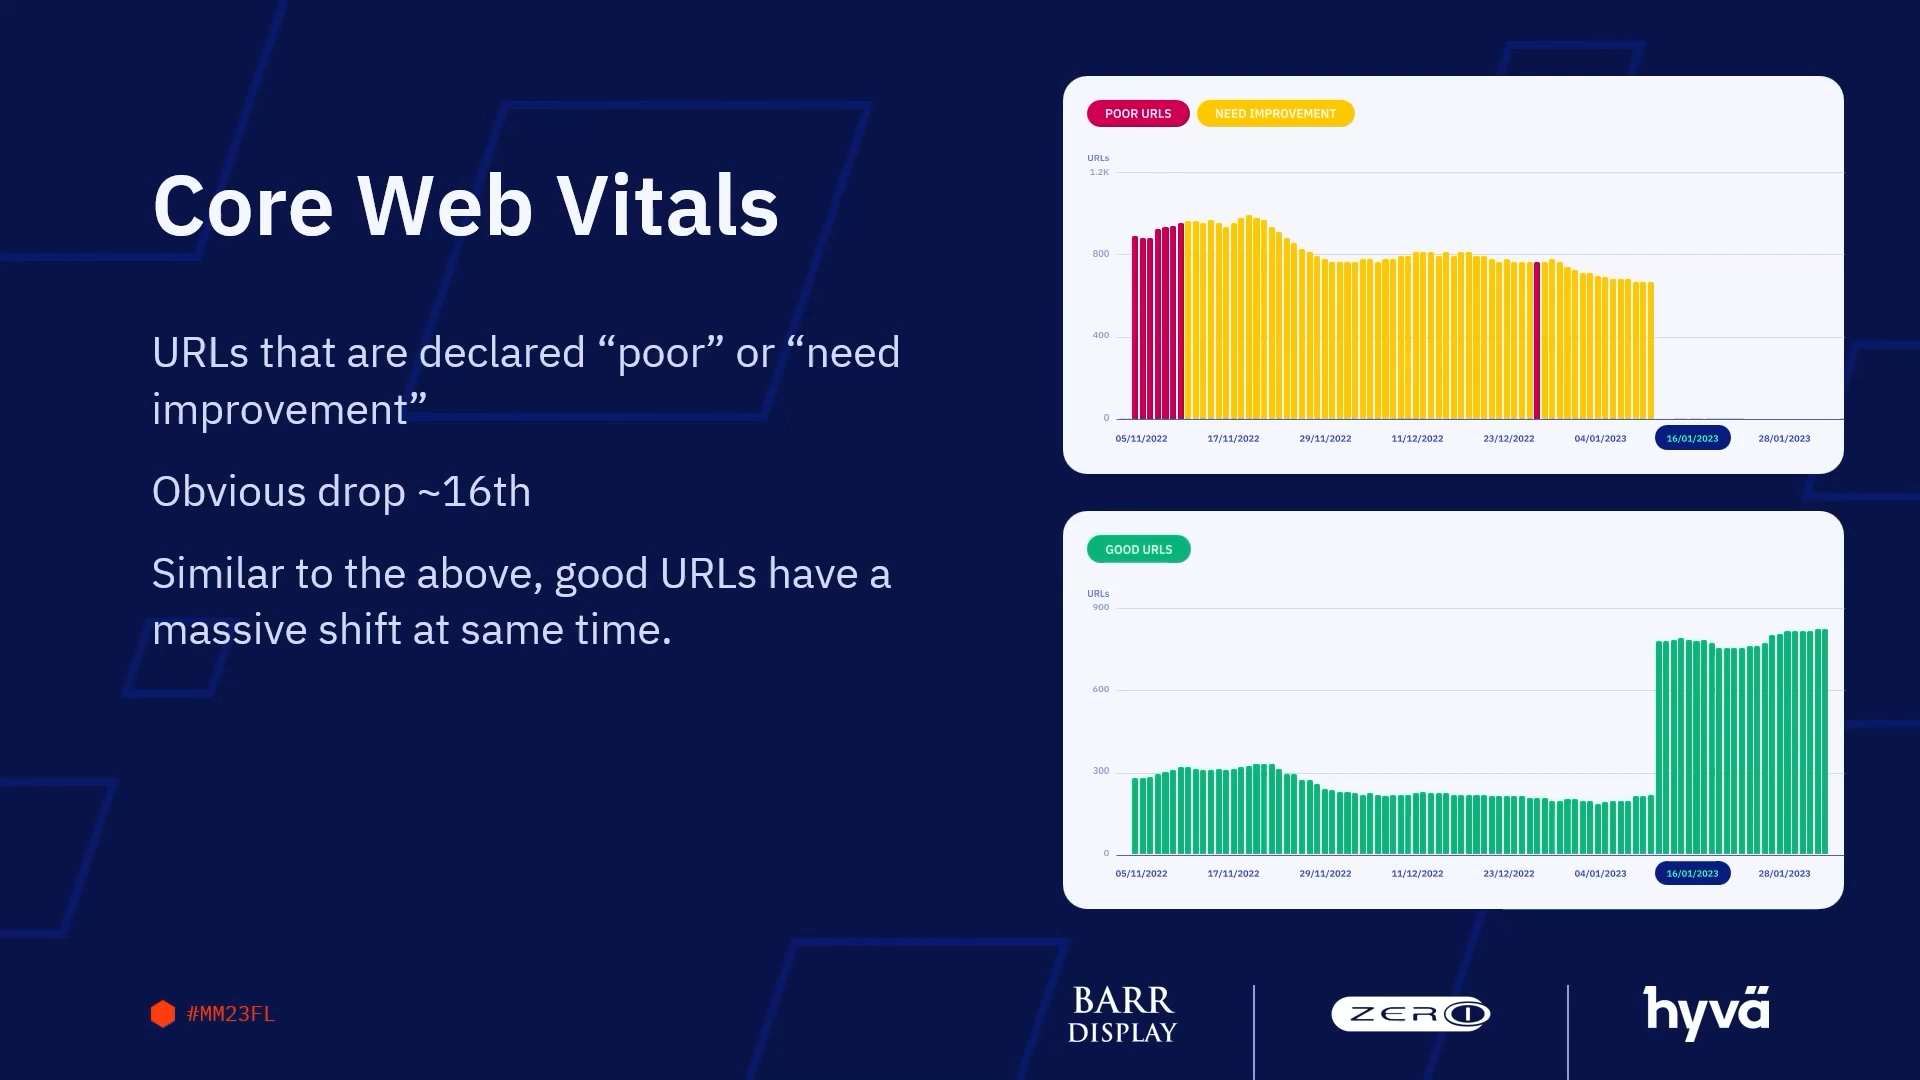 Core Web Vitals
URLs that are declared “poor” or “need
improvement”
Obvious drop ~16th
Similar to the above, good URLs have a
massive shift at same time.
POOR URLS NEED IMPROVEMENT
URLs
1.2K
800
400
0
05/11/2022 17/11/2022 29/11/2022 11/12/2022 23/12/2022 04/01/2023 16/01/2023 28/01/2023
GOOD URLS
URLs
900
600
300
0
05/11/2022 17/11/2022 29/11/2022 11/12/2022 23/12/2022 04/01/2023 16/01/2023 28/01/2023
#MM23FL
BARR
DISPLAY
ZERO1
hyvä